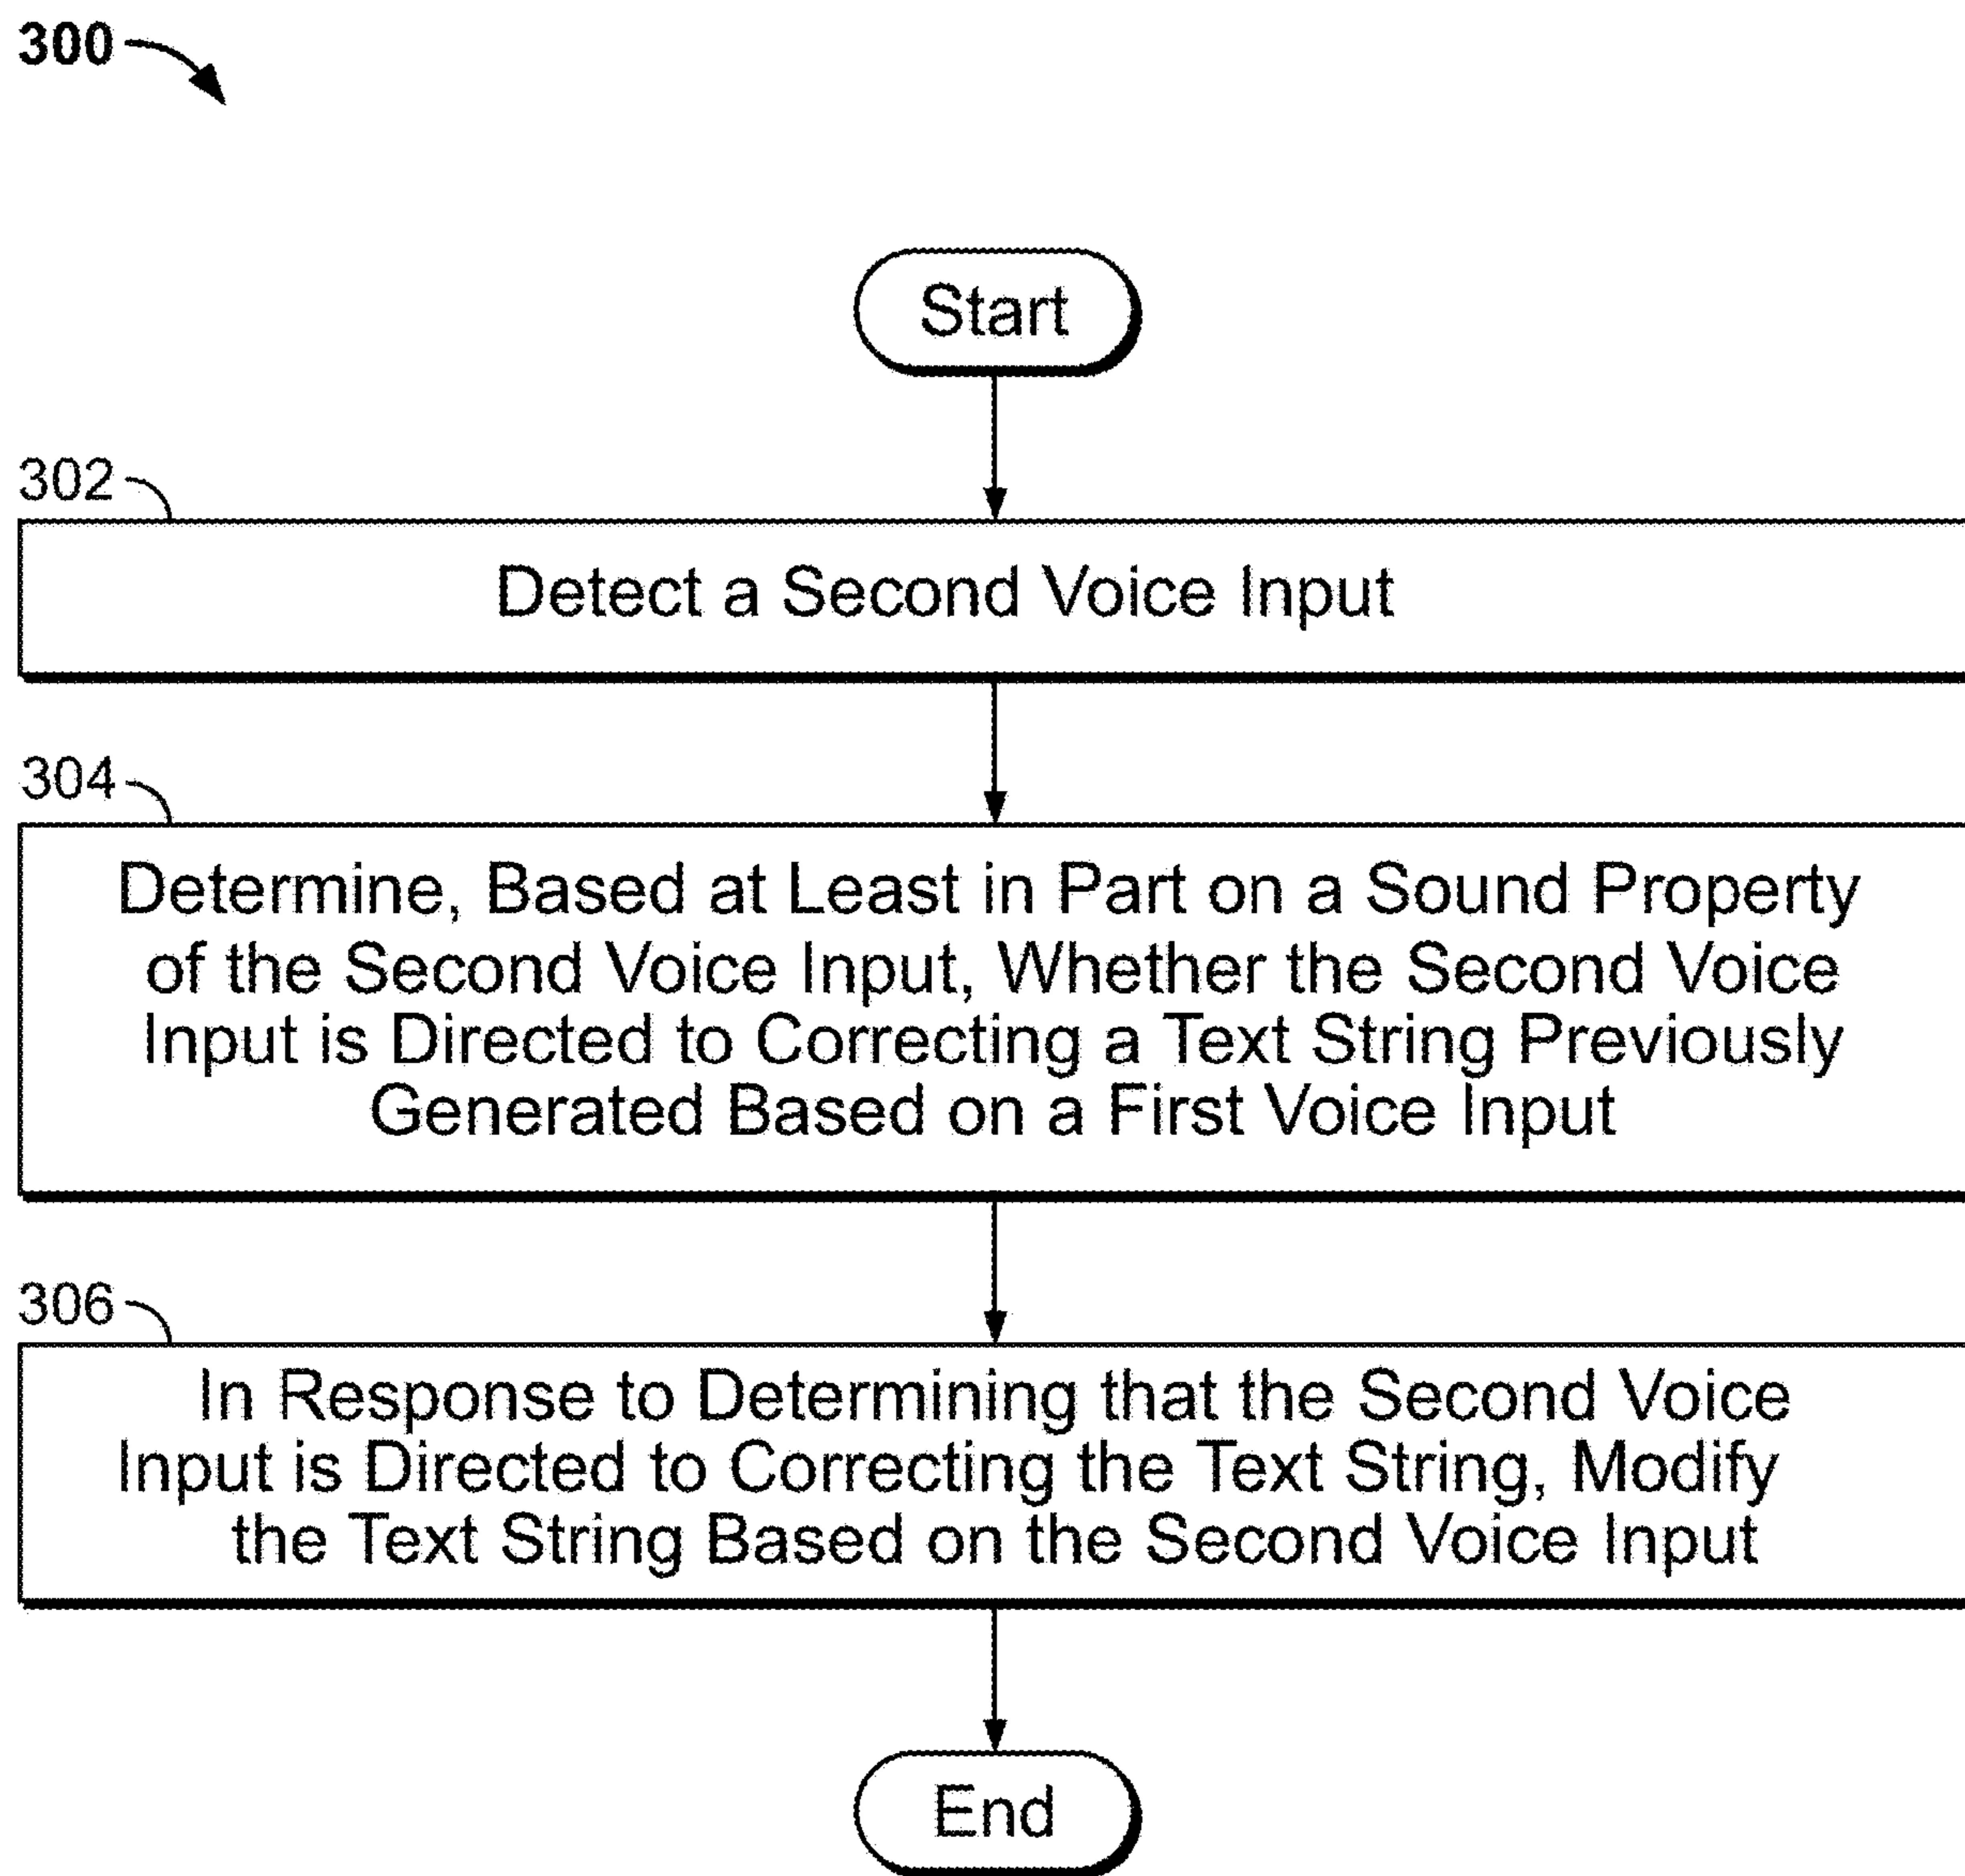 300
Start
302
Detect a Second Voice Input
304
Determine, Based at Least in Part on a Sound Property
of the Second Voice Input, Whether the Second Voice
Input is Directed to Correcting a Text String Previously
Generated Based on a First Voice Input
306
In Response to Determining that the Second Voice
Input is Directed to Correcting the Text String, Modify
the Text String Based on the Second Voice Input
End